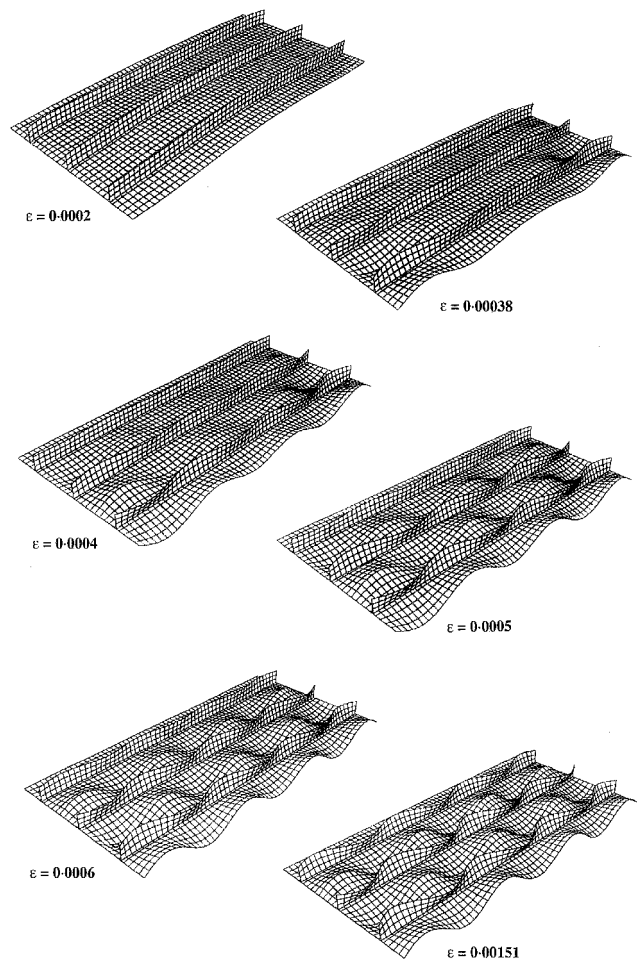 ε = 0·0002
ε = 0·00038
ε = 0·0004
ε = 0·0005
ε = 0·0006
ε = 0·00151